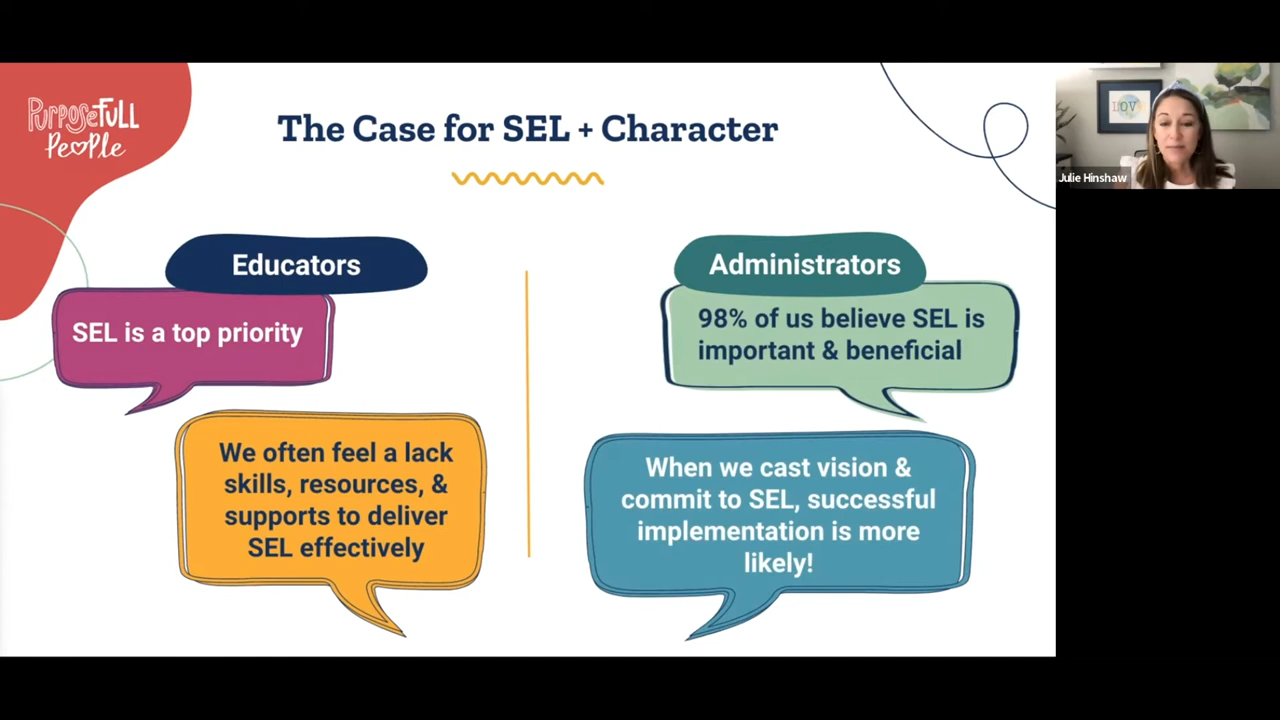 PURPOSEFULL
PEOPLE
The Case for SEL + Character
LOVE
Julie Hinshaw
Educators
SEL is a top priority
We often feel a lack
skills, resources, &
supports to deliver
SEL effectively
Administrators
98% of us believe SEL is
important & beneficial
When we cast vision &
commit to SEL, successful
implementation is more
likely!